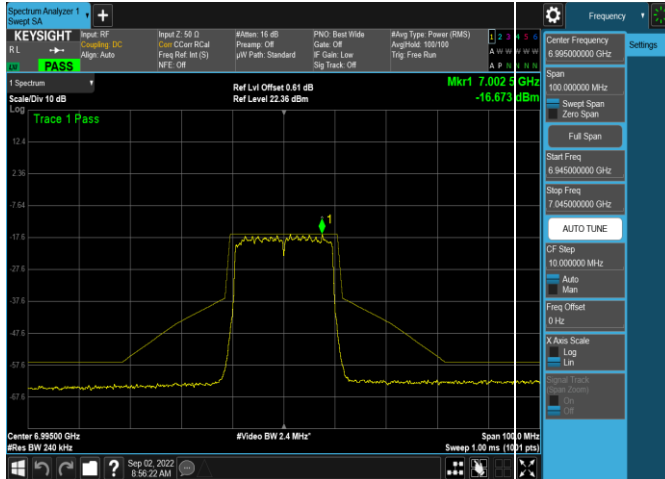 Spectrum Analyzer 1
Swept SA
KEYSIGHT
RL
PASS
Input: RF
Coupling: DC
Align: Auto
Input Z: 50 Ω
Corr CCorr RCal
Freq Ref: Int (S)
NFE: Off
#Atten: 16 dB
Preamp: Off
µW Path: Standard
PNO: Best Wide
Gate: Off
IF Gain: Low
Sig Track: Off
#Avg Type: Power (RMS)
Avg|Hold: 100/100
Trig: Free Run
1 2 3 4 5 6
A W W W W W
A P N N N N
1 Spectrum
Scale/Div 10 dB
Log
Ref Lvl Offset 0.61 dB
Ref Level 22.36 dBm
Mkr1 7.002 5 GHz
-16.673 dBm
Trace 1 Pass
12.4
2.36
-7.64
-17.6
-27.6
-37.6
-47.6
-57.6
-67.6
1
Center 6.99500 GHz
#Res BW 240 kHz
#Video BW 2.4 MHz*
Span 100.0 MHz
Sweep 1.00 ms (1001 pts)
?
Sep 02, 2022
8:56:22 AM
Frequency
Settings
Center Frequency
6.995000000 GHz
Span
100.000000 MHz
Swept Span
Zero Span
Full Span
Start Freq
6.945000000 GHz
Stop Freq
7.045000000 GHz
AUTO TUNE
CF Step
10.000000 MHz
Auto
Man
Freq Offset
0 Hz
X Axis Scale
Log
Lin
Signal Track
(Span Zoom)
On
Off